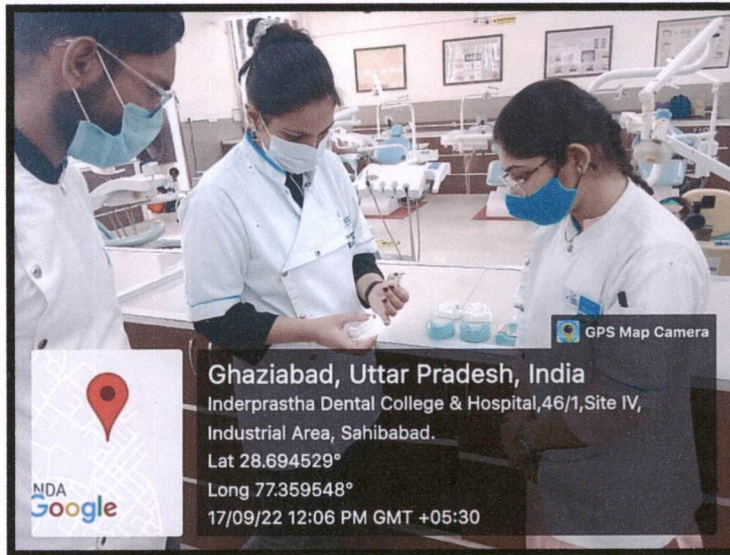 GPS Map Camera
Ghaziabad, Uttar Pradesh, India
Inderprastha Dental College & Hospital,46/1,Site IV,
Industrial Area, Sahibabad.
Lat 28.694529°
Long 77.359548°
17/09/22 12:06 PM GMT +05:30
NDA
Google